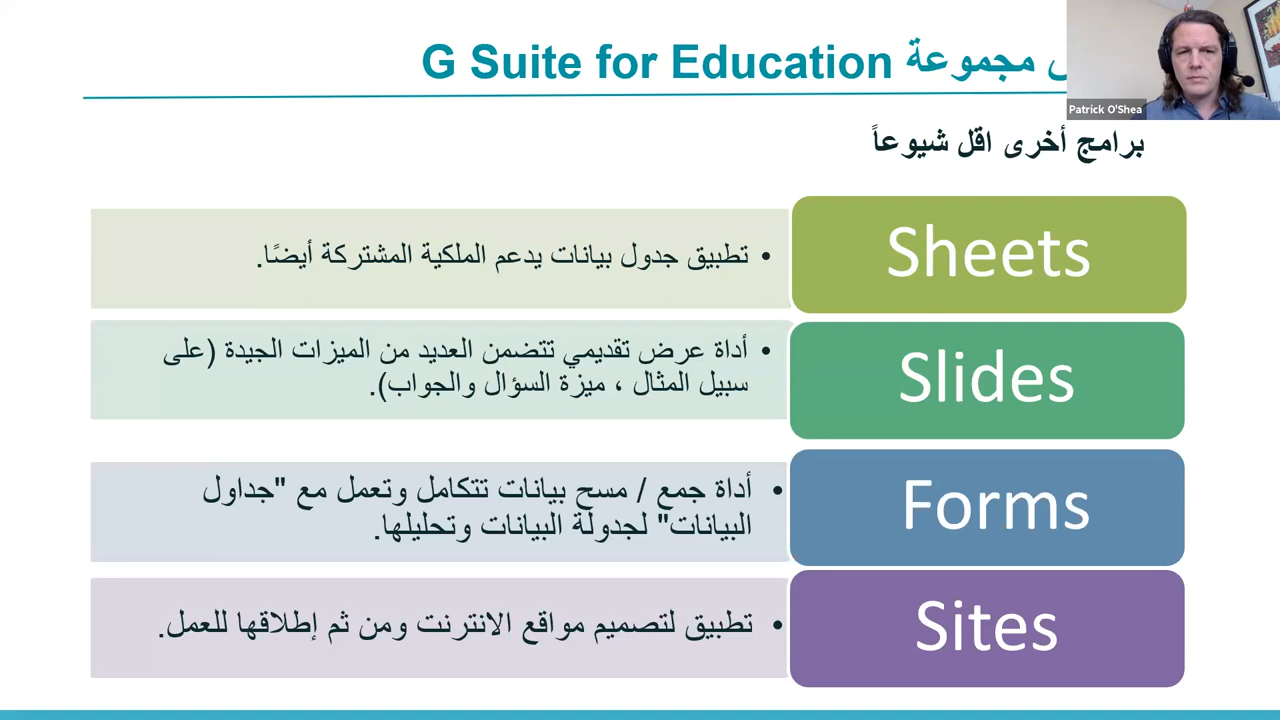 مجموعة G Suite for Education
Patrick O'Shea
برامج أخرى اقل شيوعاً
Sheets
• تطبيق جدول بيانات يدعم الملكية المشتركة أيضًا.
Slides
• أداة عرض تقديمي تتضمن العديد من الميزات الجيدة (على
سبيل المثال ، ميزة السؤال والجواب).
Forms
• أداة جمع / مسح بيانات تتكامل وتعمل مع "جداول
البيانات" لجدولة البيانات وتحليلها.
Sites
• تطبيق لتصميم مواقع الانترنت ومن ثم إطلاقها للعمل.